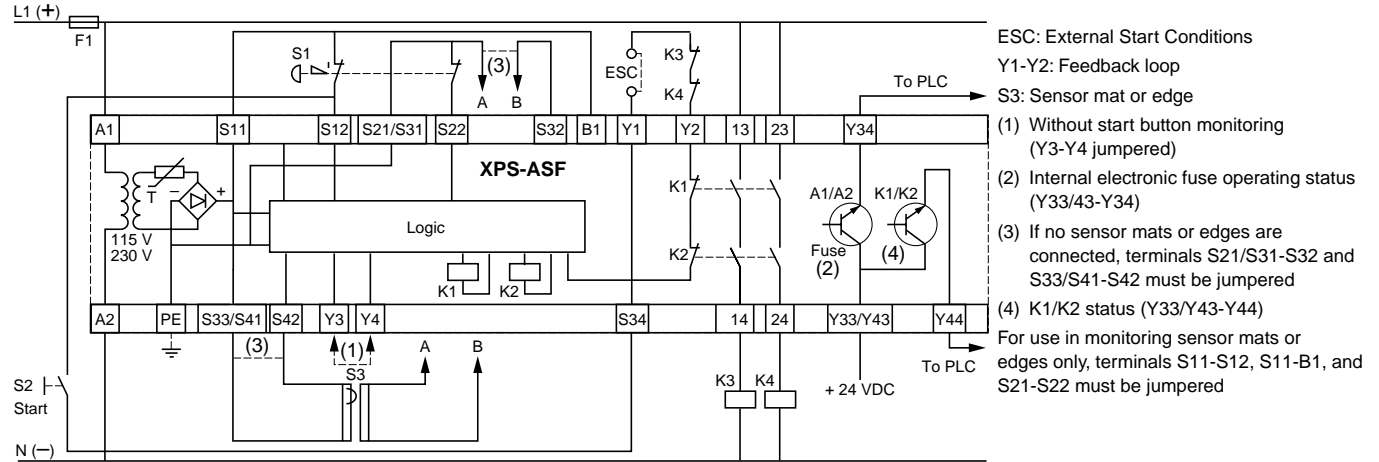 L1 (+)
F1
S1
(3)
A B
ESC
K3
K4
To PLC
A1 S11 S12 S21/S31 S22 S32 B1 Y1 Y2 13 23 Y34
XPS-ASF
T − +
115 V
230 V
Logic
K1 K2
K1
K2
A1/A2 K1/K2
Fuse
(2) (4)
A2 PE S33/S41 S42 Y3 Y4 S34 14 24 Y33/Y43 Y44
(3) (1) A B
S3
S2
Start
K3 K4
+ 24 VDC
To PLC
N (−)
ESC: External Start Conditions
Y1-Y2: Feedback loop
S3: Sensor mat or edge
(1) Without start button monitoring
(Y3-Y4 jumpered)
(2) Internal electronic fuse operating status
(Y33/43-Y34)
(3) If no sensor mats or edges are
connected, terminals S21/S31-S32 and
S33/S41-S42 must be jumpered
(4) K1/K2 status (Y33/Y43-Y44)
For use in monitoring sensor mats or
edges only, terminals S11-S12, S11-B1, and
S21-S22 must be jumpered